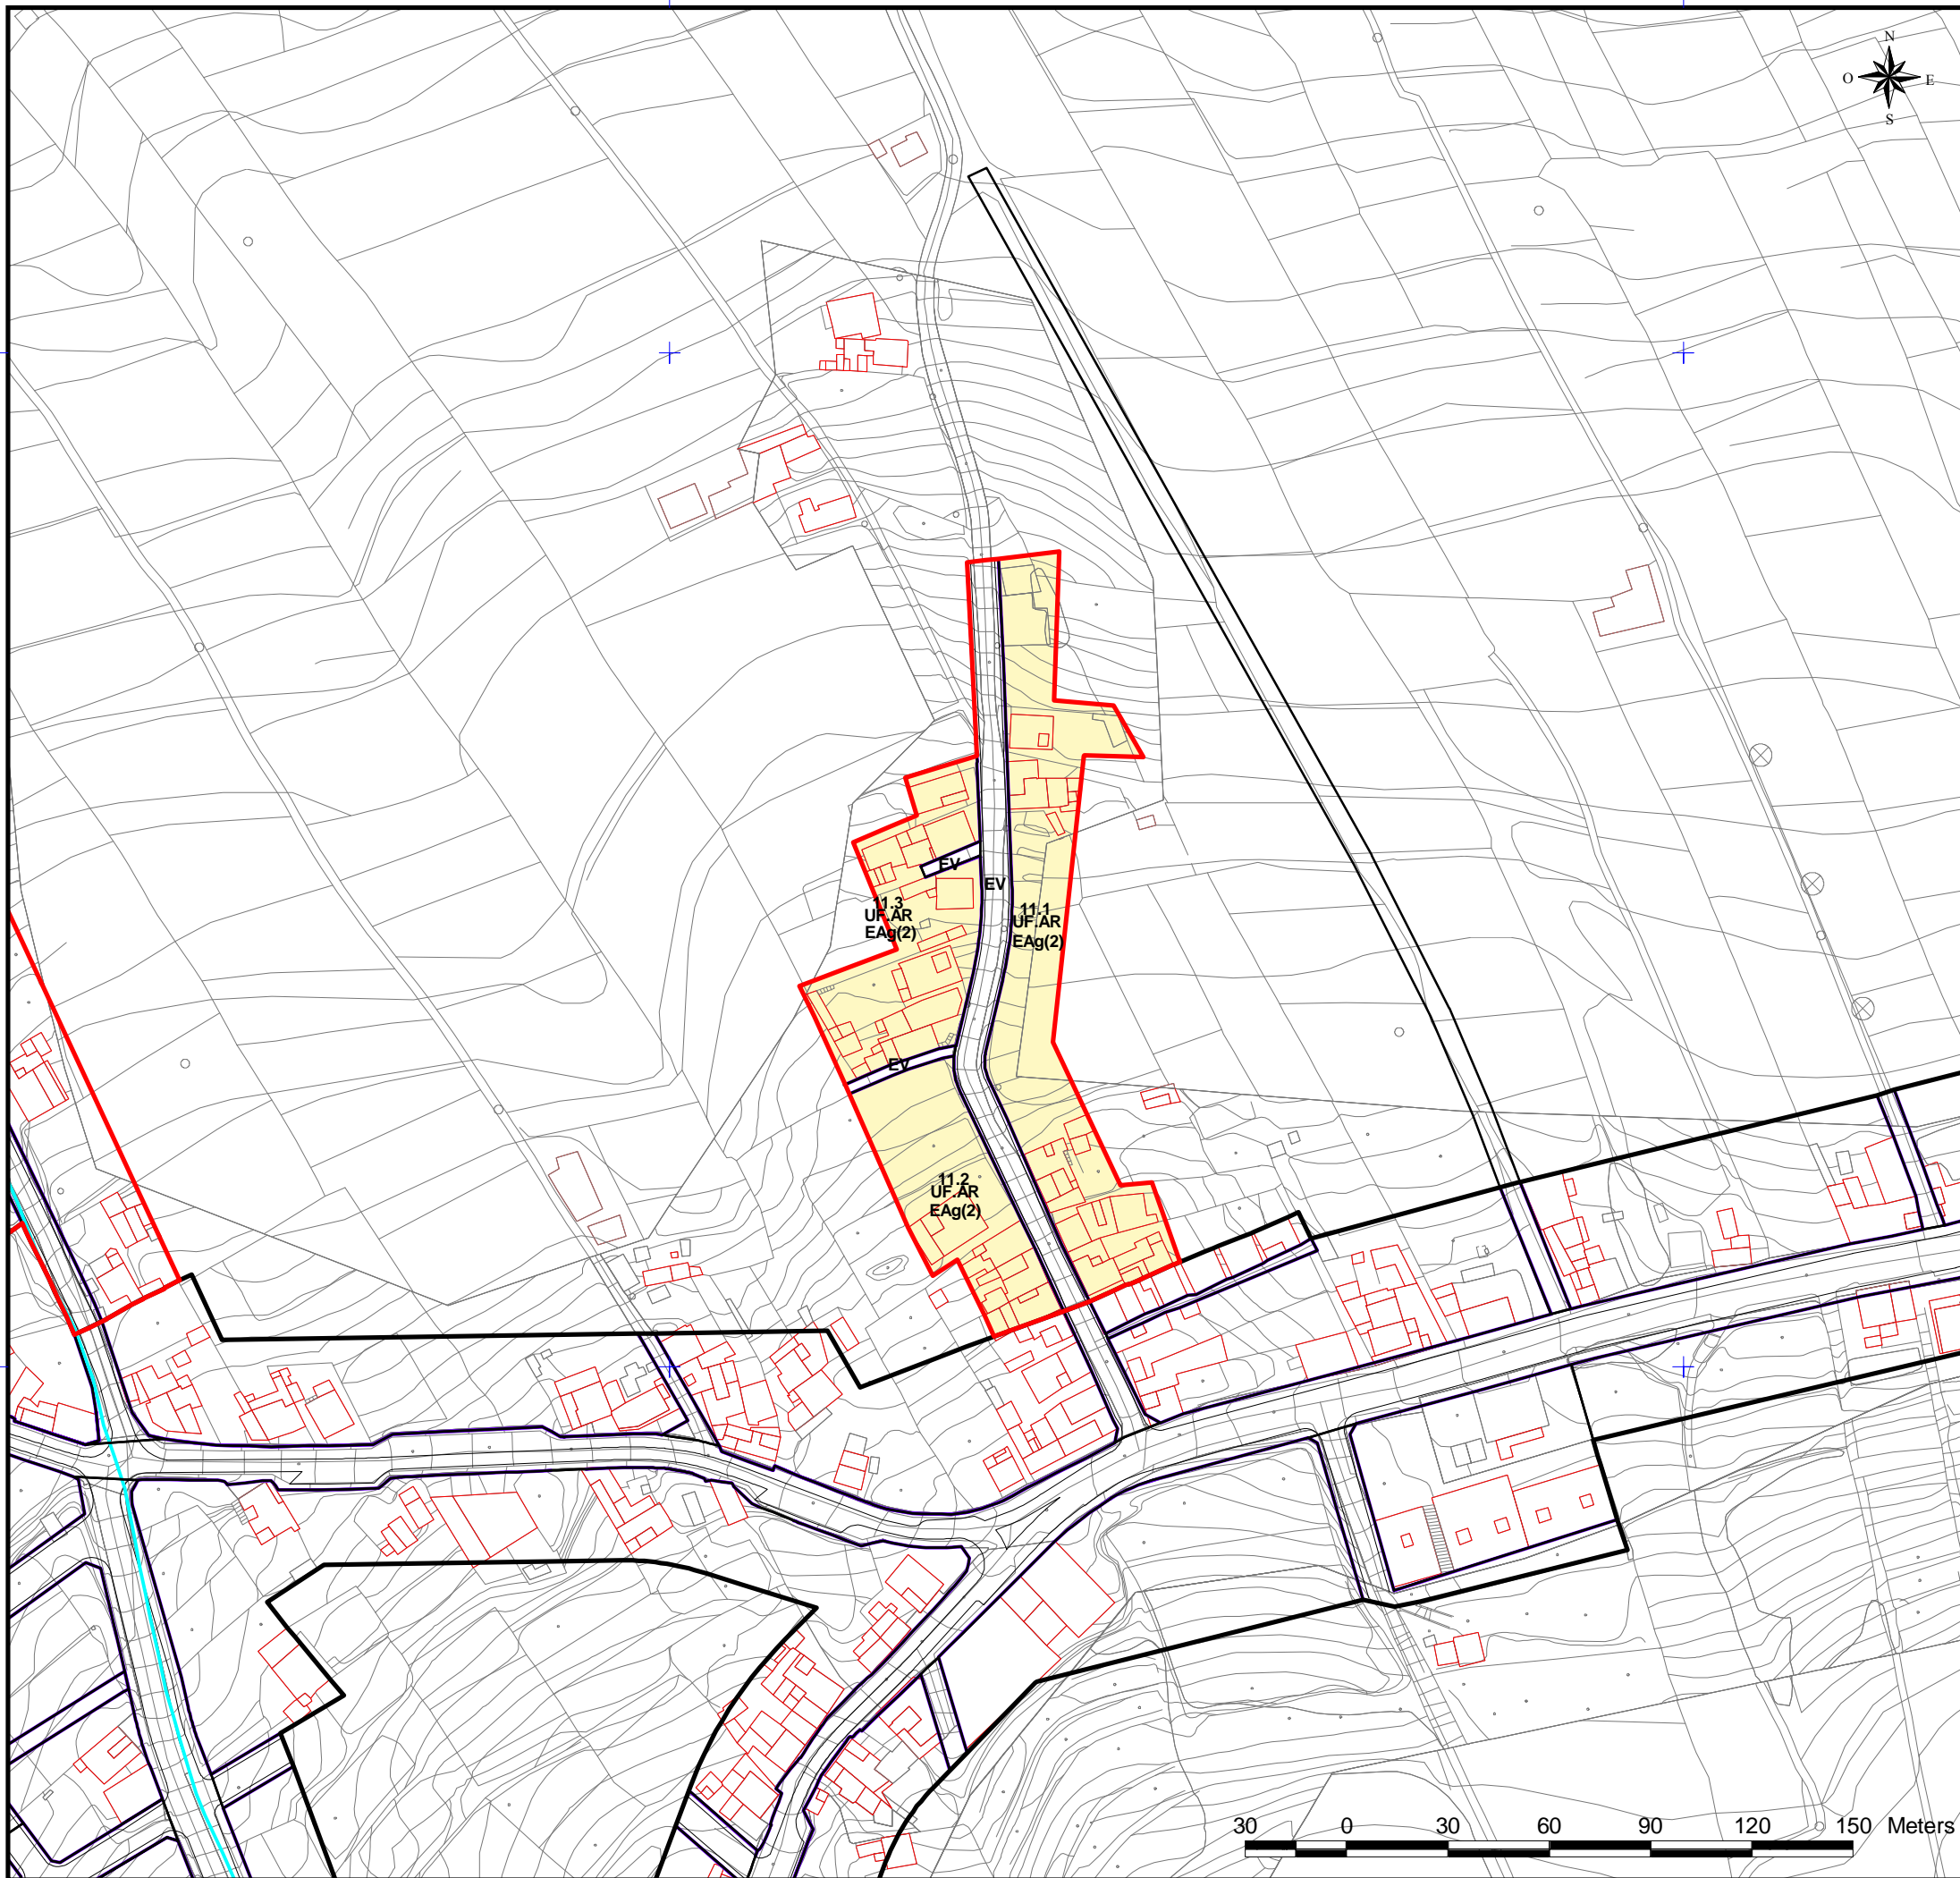 N
O E
S
EV
EV
11.3
UF.AR
EAg(2)
11.1
UF.AR
EAg(2)
EV
11.2
UF.AR
EAg(2)
30 0 30 60 90 120 150 Meters